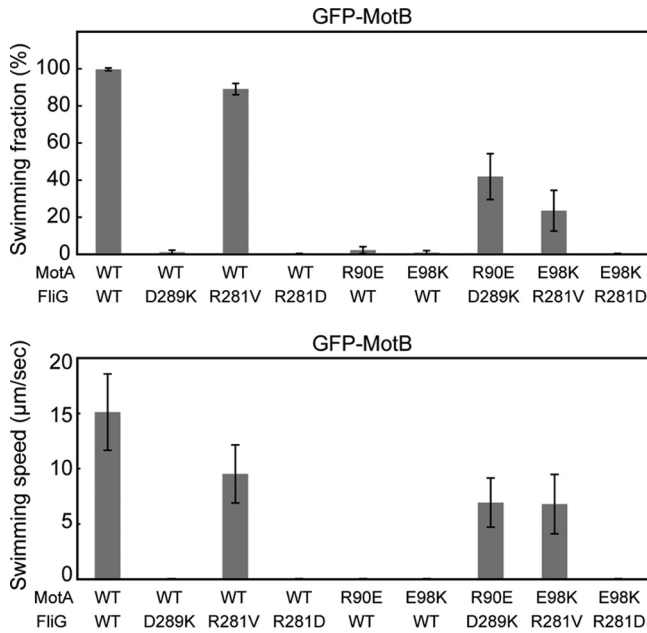 GFP-MotB
Swimming fraction (%)
100
80
60
40
20
0
MotA WT WT WT WT R90E E98K R90E E98K E98K
FliG WT D289K R281V R281D WT WT D289K R281V R281D
GFP-MotB
Swimming speed (μm/sec)
20
15
10
5
0
MotA WT WT WT WT R90E E98K R90E E98K E98K
FliG WT D289K R281V R281D WT WT D289K R281V R281D